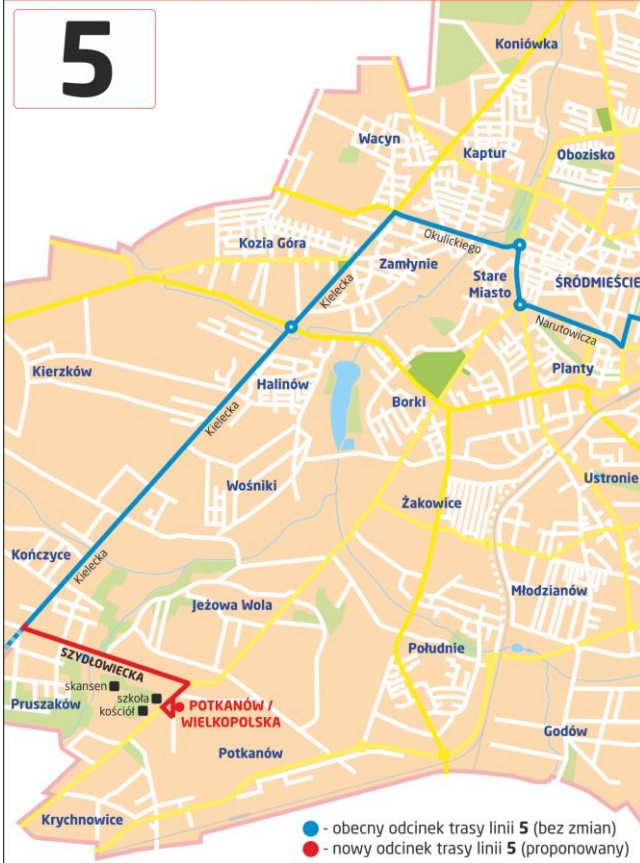 5
Koniówka
Wacyn
Kaptur
Obozisko
Okulickiego
Kozia Góra
Zamłynie
Stare
Miasto
ŚRÓDMIEŚCIE
Kielecka
Narutowicza
Planty
Kierzków
Halinów
Borki
Kielecka
Ustronie
Wośniki
Żakowice
Kończyce
Kielecka
Młodzianów
Jeżowa Wola
Południe
SZYDŁOWIECKA
skansen
szkoła
kościół
Pruszaków
POTKANÓW /
WIELKOPOLSKA
Godów
Potkanów
Krychnowice
- obecny odcinek trasy linii 5 (bez zmian)
- nowy odcinek trasy linii 5 (proponowany)